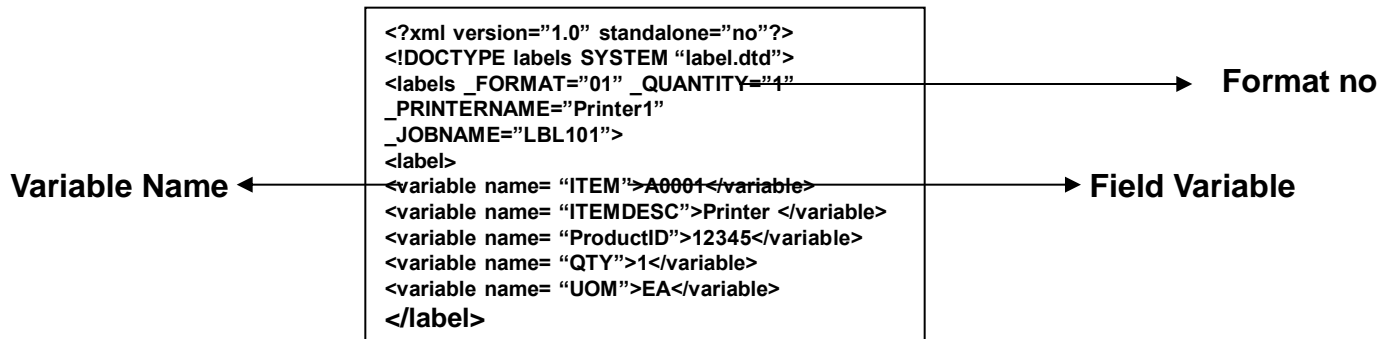 <?xml version=”1.0” standalone=”no”?>
<!DOCTYPE labels SYSTEM “label.dtd”>
<labels _FORMAT=”01” _QUANTITY=”1”
Format no
_PRINTERNAME=”Printer1”
_JOBNAME=”LBL101”>
<label>
Variable Name
<variable name= “ITEM”>A0001</variable>
Field Variable
<variable name= “ITEMDESC”>Printer </variable>
<variable name= “ProductID”>12345</variable>
<variable name= “QTY”>1</variable>
<variable name= “UOM”>EA</variable>
</label>